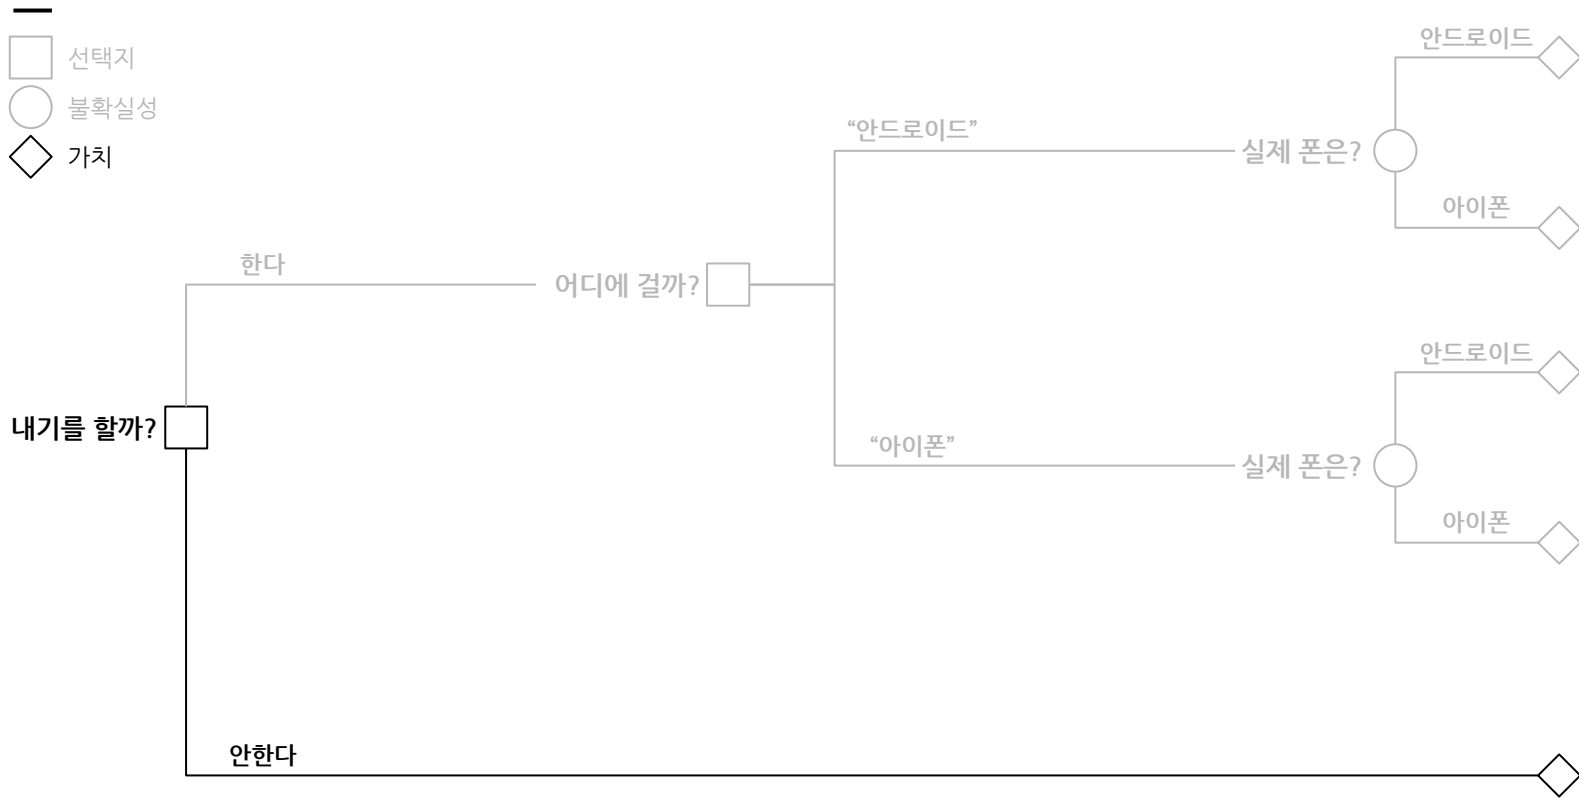 선택지
불확실성
가치
안드로이드
“안드로이드”
실제 폰은?
아이폰
한다
어디에 걸까?
안드로이드
내기를 할까?
“아이폰”
실제 폰은?
아이폰
안한다